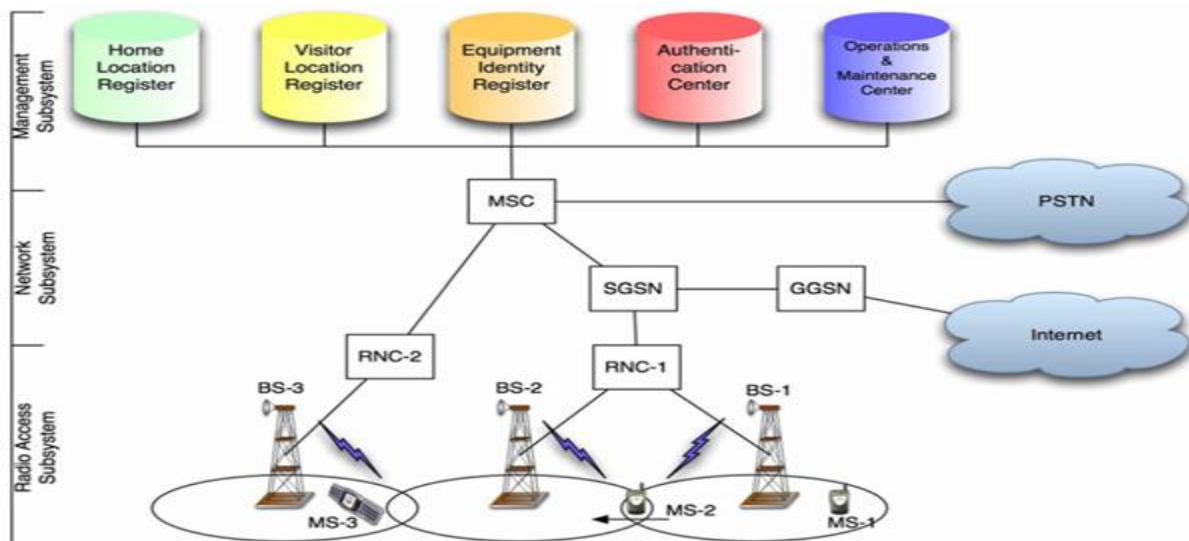 Management
Subsystem
Home
Location
Register
Visitor
Location
Register
Equipment
Identity
Register
Authenti-
cation
Center
Operations
&
Maintenance
Center
Network
Subsystem
MSC
PSTN
SGSN
GGSN
Internet
Radio Access
Subsystem
RNC-2
RNC-1
BS-3
BS-2
BS-1
MS-3
MS-2
MS-1